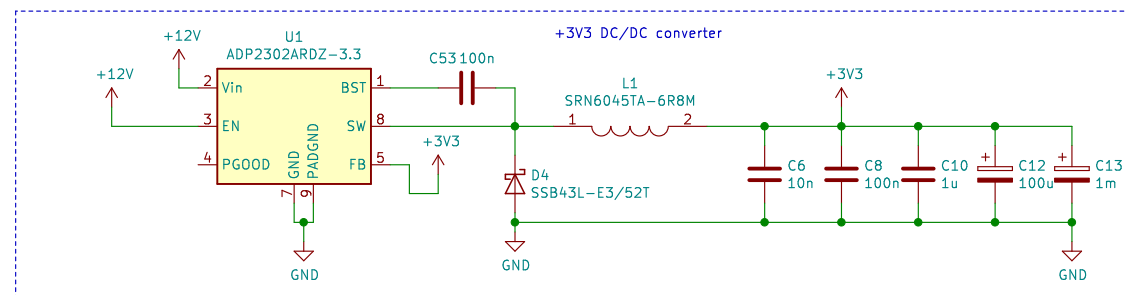 +3V3 DC/DC converter
+12V
U1
ADP2302ARDZ-3.3
+12V
C53 100n
L1
SRN6045TA-6R8M
+3V3
2 Vin BST 1
3 EN SW 8
1 2
4 PGOOD FB 5
GND
PADGND
7
9
+3V3
D4
SSB43L-E3/52T
C6
10n
C8
100n
C10
1u
+ C12
100u
+ C13
1m
GND
GND
GND